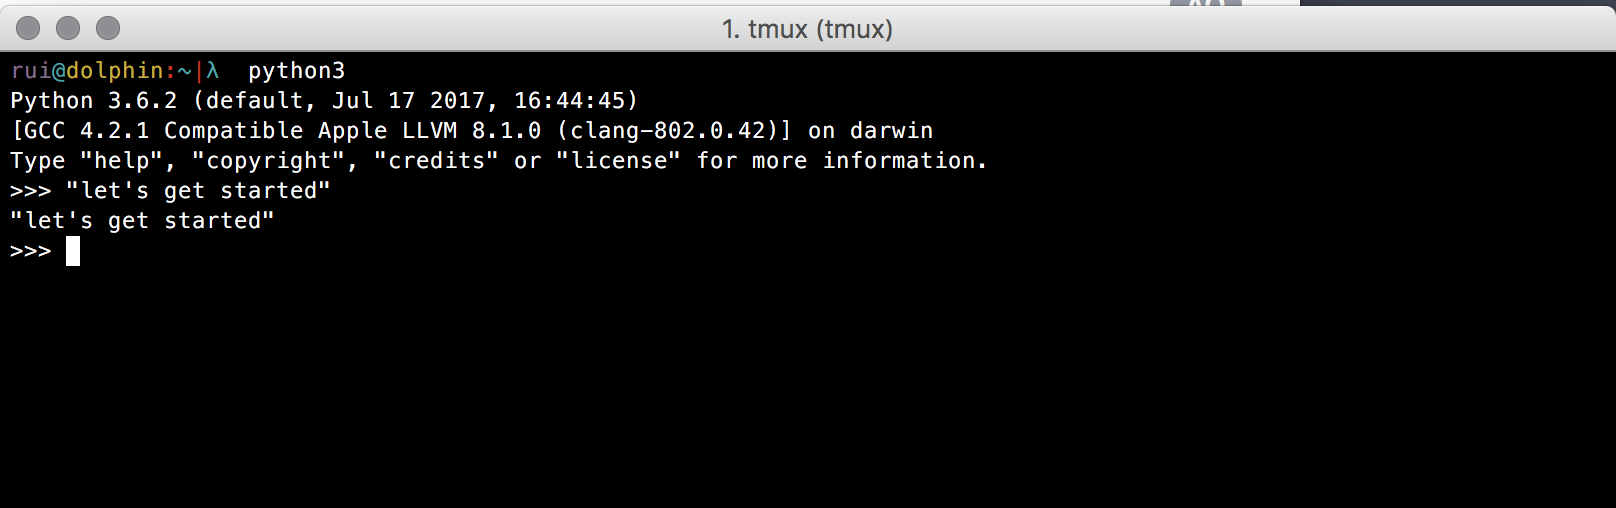 1. tmux (tmux)
rui@dolphin:~|λ  python3
Python 3.6.2 (default, Jul 17 2017, 16:44:45)
[GCC 4.2.1 Compatible Apple LLVM 8.1.0 (clang-802.0.42)] on darwin
Type "help", "copyright", "credits" or "license" for more information.
>>> "let's get started"
"let's get started"
>>>